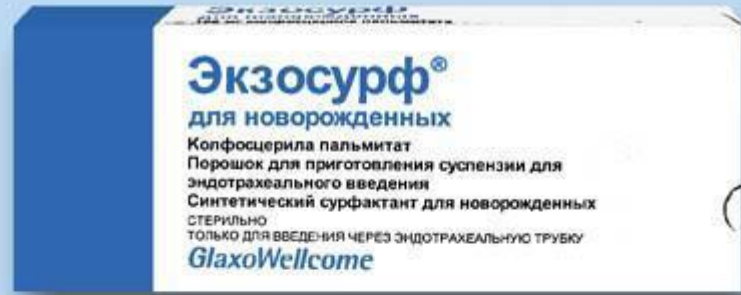 Экзосурф®
для новорожденных
Колфосцерила пальмитат
Порошок для приготовления суспензии для
эндотрахеального введения
Синтетический сурфактант для новорожденных
СТЕРИЛЬНО
ТОЛЬКО ДЛЯ ВВЕДЕНИЯ ЧЕРЕЗ ЭНДОТРАХЕАЛЬНУЮ ТРУБКУ
GlaxoWellcome